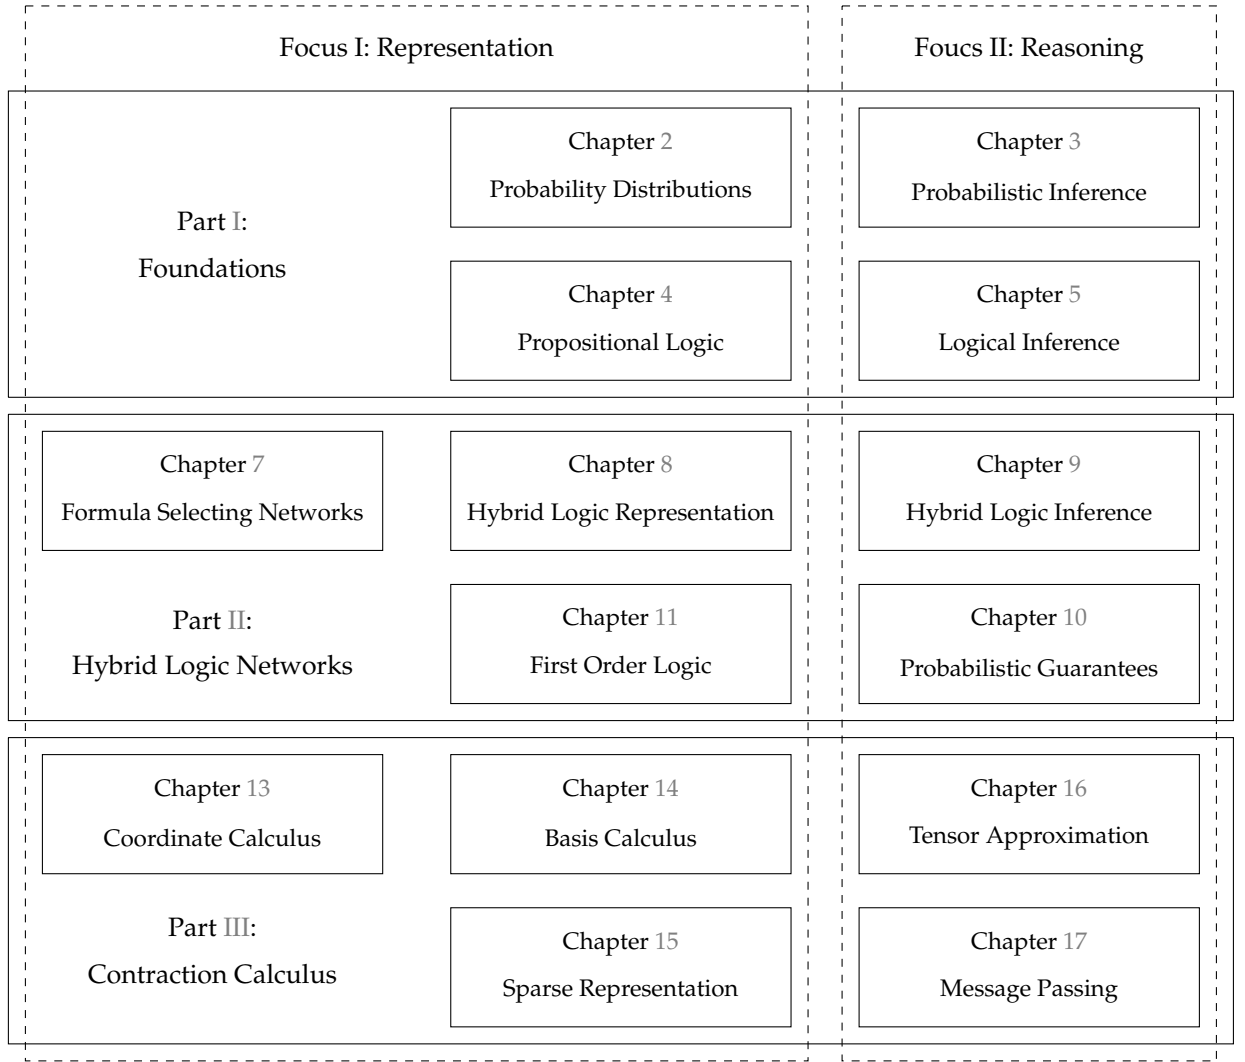 Focus I: Representation
Foucs II: Reasoning
Part I:
Foundations
Chapter 2
Probability Distributions
Chapter 3
Probabilistic Inference
Chapter 4
Propositional Logic
Chapter 5
Logical Inference
Chapter 7
Formula Selecting Networks
Chapter 8
Hybrid Logic Representation
Chapter 9
Hybrid Logic Inference
Part II:
Hybrid Logic Networks
Chapter 11
First Order Logic
Chapter 10
Probabilistic Guarantees
Chapter 13
Coordinate Calculus
Chapter 14
Basis Calculus
Chapter 16
Tensor Approximation
Part III:
Contraction Calculus
Chapter 15
Sparse Representation
Chapter 17
Message Passing